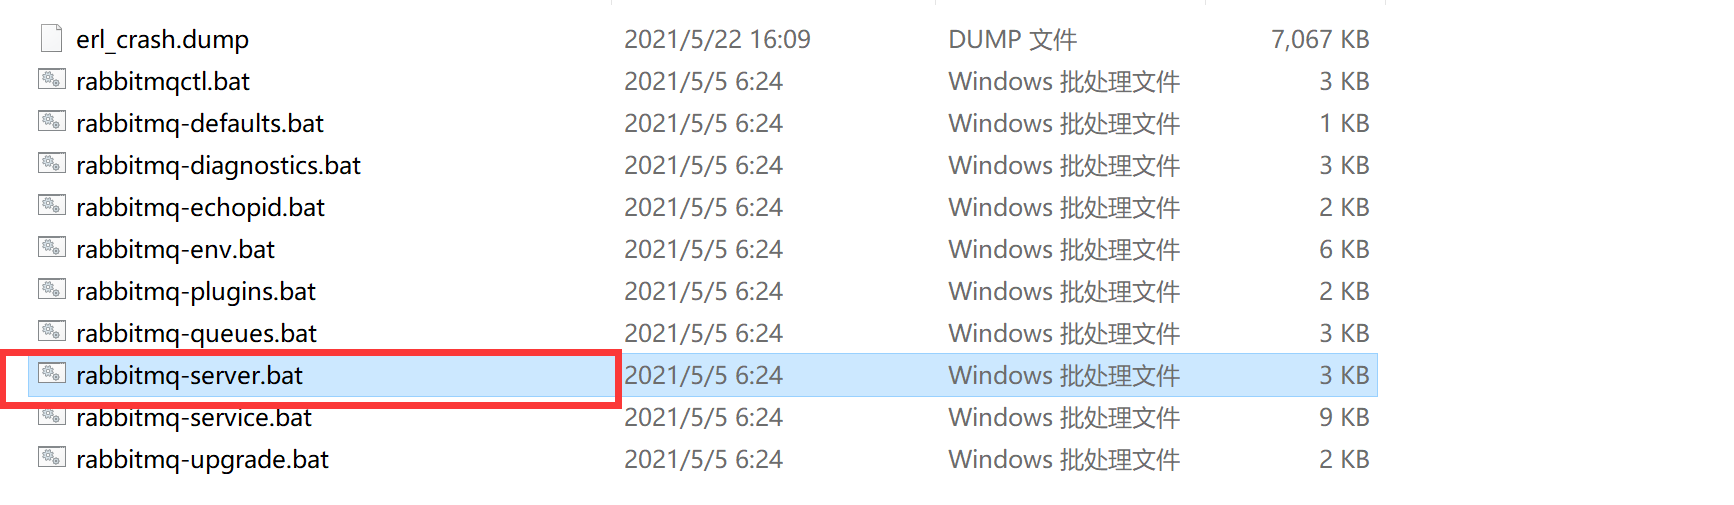 erl_crash.dump 2021/5/22 16:09 DUMP 文件 7,067 KB
rabbitmqctl.bat 2021/5/5 6:24 Windows 批处理文件 3 KB
rabbitmq-defaults.bat 2021/5/5 6:24 Windows 批处理文件 1 KB
rabbitmq-diagnostics.bat 2021/5/5 6:24 Windows 批处理文件 3 KB
rabbitmq-echopid.bat 2021/5/5 6:24 Windows 批处理文件 2 KB
rabbitmq-env.bat 2021/5/5 6:24 Windows 批处理文件 6 KB
rabbitmq-plugins.bat 2021/5/5 6:24 Windows 批处理文件 2 KB
rabbitmq-queues.bat 2021/5/5 6:24 Windows 批处理文件 3 KB
rabbitmq-server.bat 2021/5/5 6:24 Windows 批处理文件 3 KB
rabbitmq-service.bat 2021/5/5 6:24 Windows 批处理文件 9 KB
rabbitmq-upgrade.bat 2021/5/5 6:24 Windows 批处理文件 2 KB